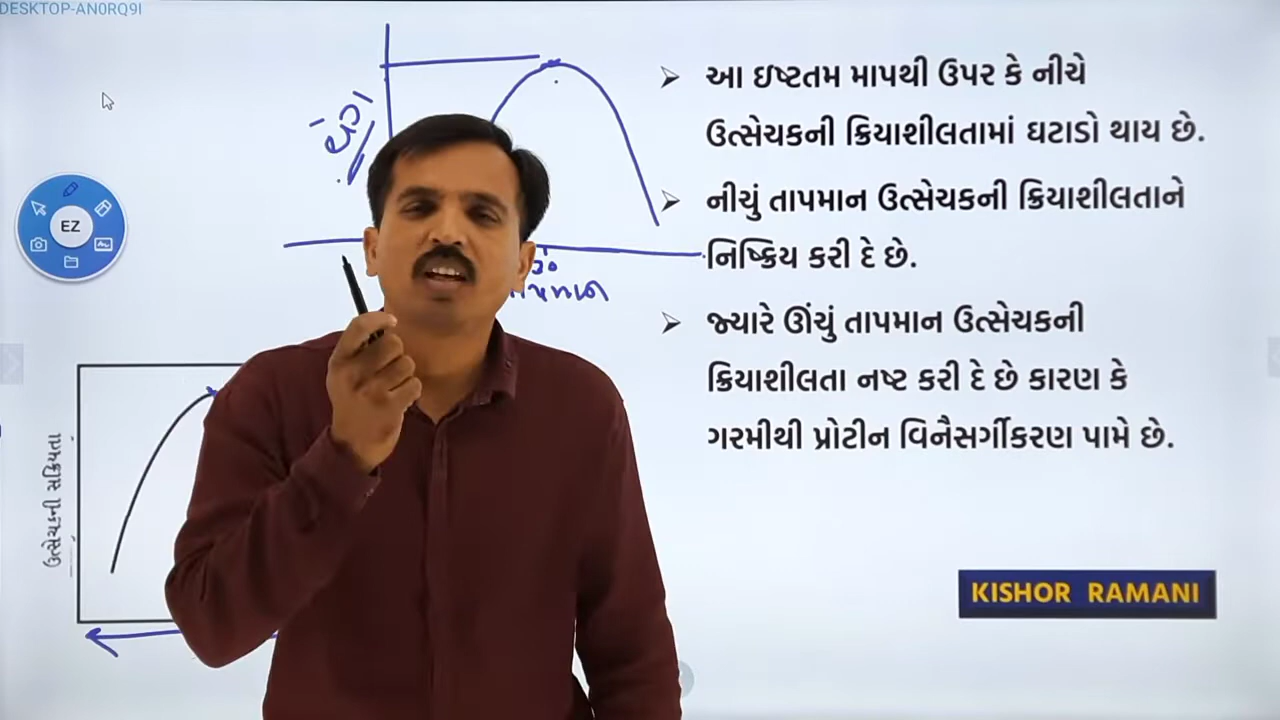 DESKTOP-AN0RQ9I
આ ઇષ્ટતમ માપથી ઉપર કે નીચે
ઉત્સેચકની ક્રિયાશીલતામાં ઘટાડો થાય છે.
નીચું તાપમાન ઉત્સેચકની ક્રિયાશીલતાને
નિષ્ક્રિય કરી દે છે.
જ્યારે ઊંચું તાપમાન ઉત્સેચકની
ક્રિયાશીલતા નષ્ટ કરી દે છે કારણ કે
ગરમીથી પ્રોટીન વિનૈસર્ગીકરણ પામે છે.
EZ
ઉત્સેચકની સક્રિયતા
KISHOR RAMANI